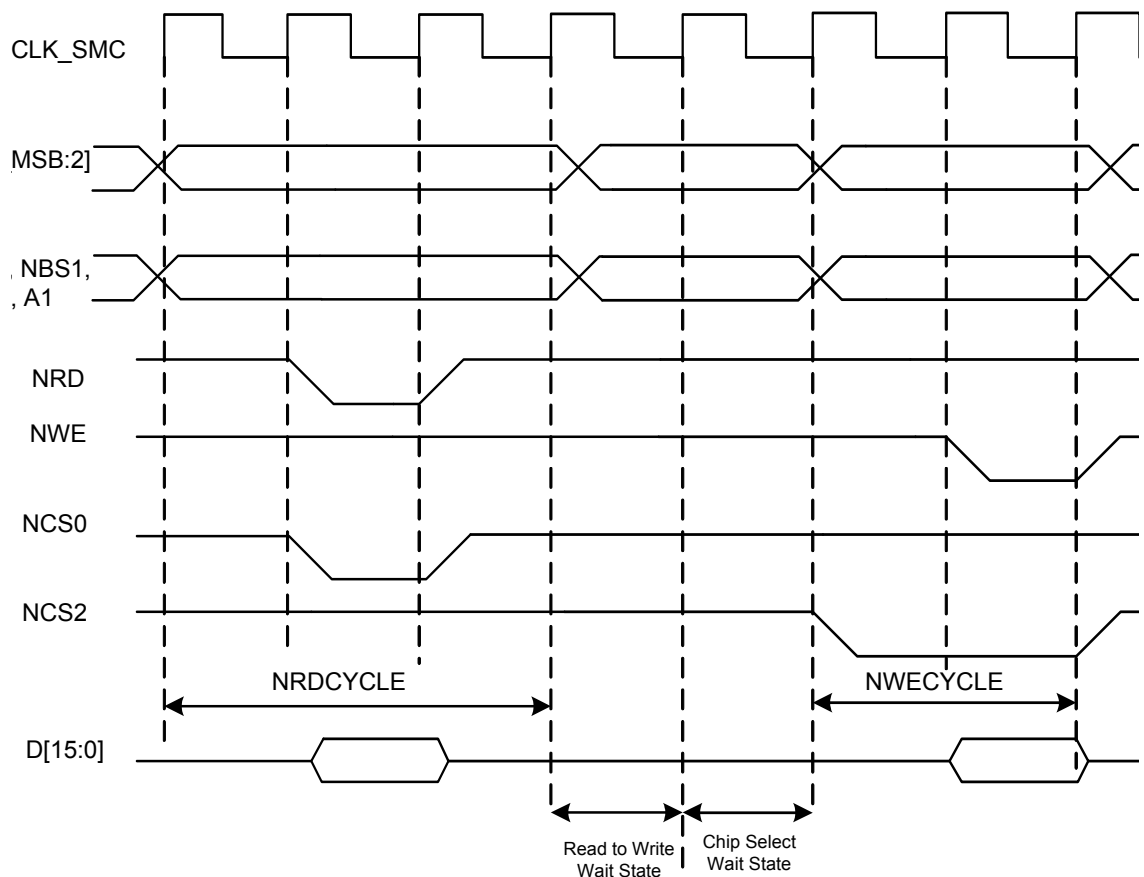 CLK_SMC
MSB:2]
, NBS1,
, A1
NRD
NWE
NCS0
NCS2
NRDCYCLE
NWECYCLE
D[15:0]
Read to Write
Wait State
Chip Select
Wait State